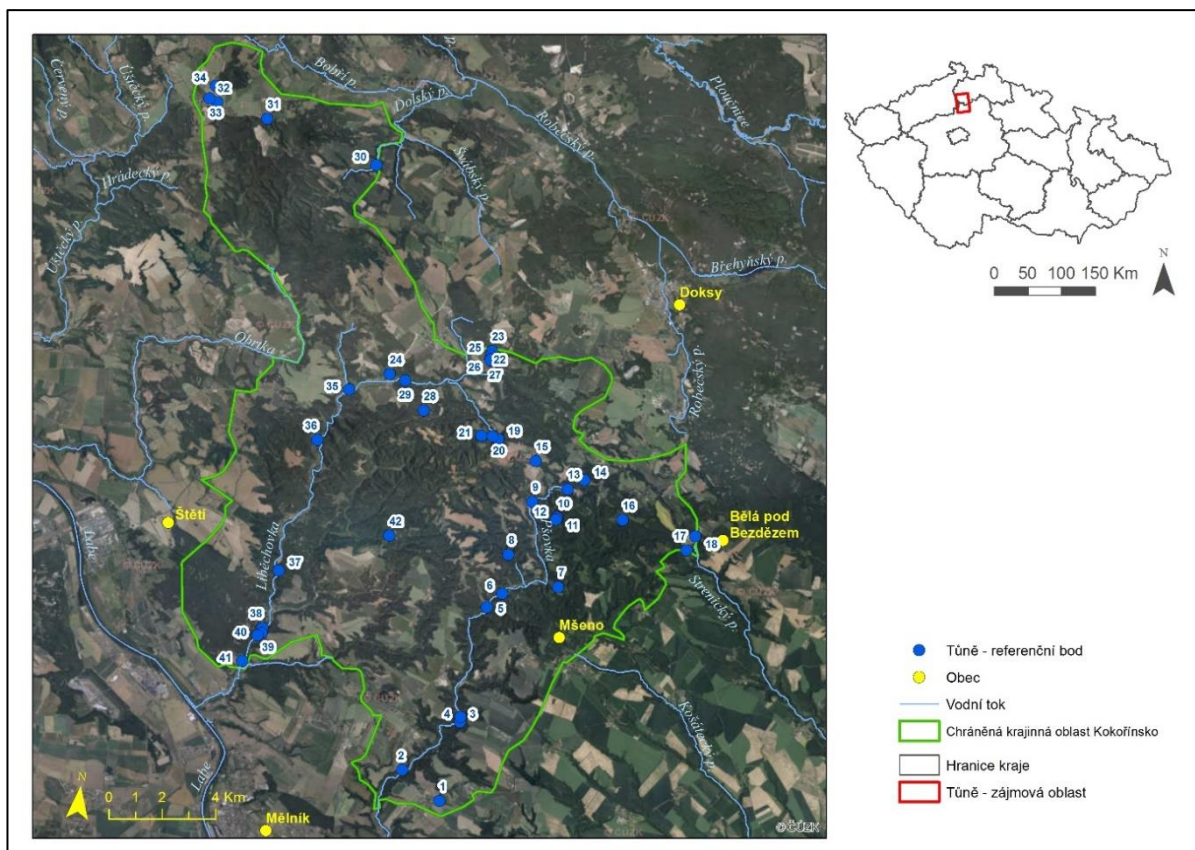 Červený p.
Úštěcký p.
Bobří p.
Dolský p.
Ploučnice
Robečský p.
34
32
33
31
30
Hrádecký p.
Úštěcký p.
Břehyňský p.
Doksy
Obrtka
Robečský p.
23
25
22
26
27
24
29
28
35
36
21
19
20
15
13
14
9
10
12
11
16
Štětí
42
8
Pšovka
17
18
Bělá pod
Bezdězem
Labe
Liběchovka
37
6
5
7
Strenický p.
Mšeno
38
40
39
41
4
3
Košátecký p.
2
1
Labe
Mělník
N
0 2 4 Km
© ČÚZK
N
0 50 100 150 Km
Tůně - referenční bod
Obec
Vodní tok
Chráněná krajinná oblast Kokořínsko
Hranice kraje
Tůně - zájmová oblast